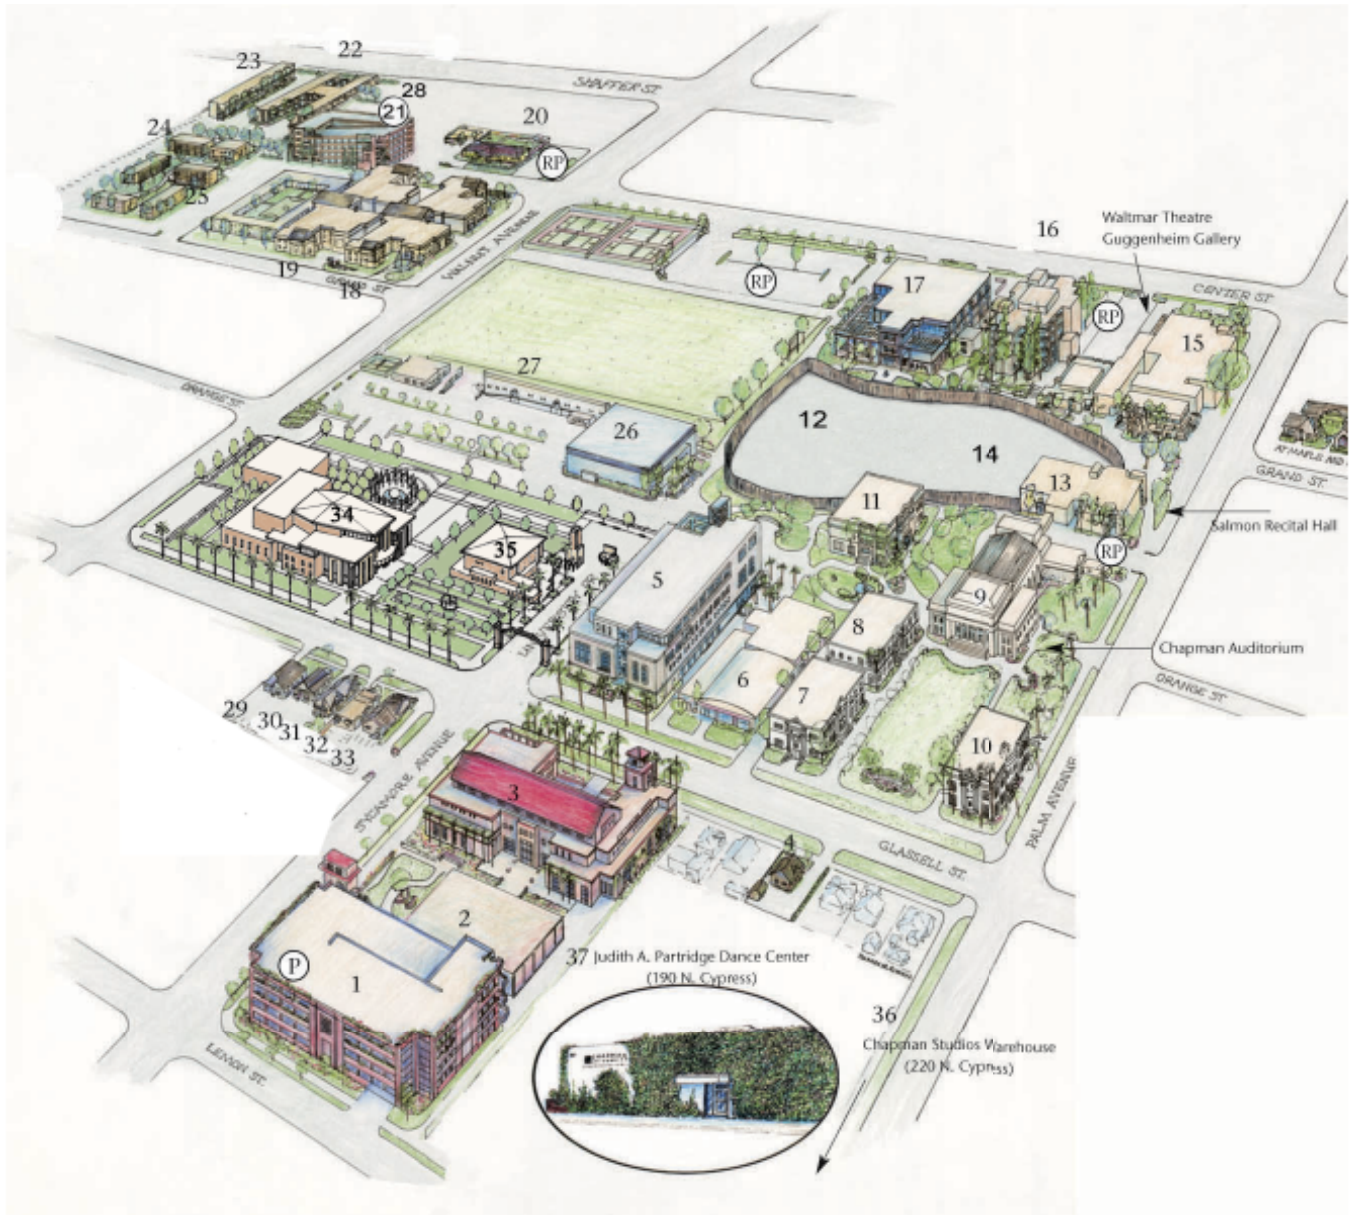 22
23
SHAFFER ST.
28
21
20
24
RP
25
WALNUT AVENUE
16
Waltmar Theatre
Guggenheim Gallery
19
GRAND ST.
18
RP
17
CENTER ST.
RP
15
27
ORANGE ST.
12
26
14
GRAND ST.
11
13
34
Salmon Recital Hall
35
RP
5
9
8
Chapman Auditorium
6
7
ORANGE ST.
29
30
31
32
33
10
SYCAMORE AVENUE
PALM AVENUE
3
GLASSELL ST.
2
37 Judith A. Partridge Dance Center
(190 N. Cypress)
P
1
36
Chapman Studios Warehouse
(220 N. Cypress)
LEMON ST.